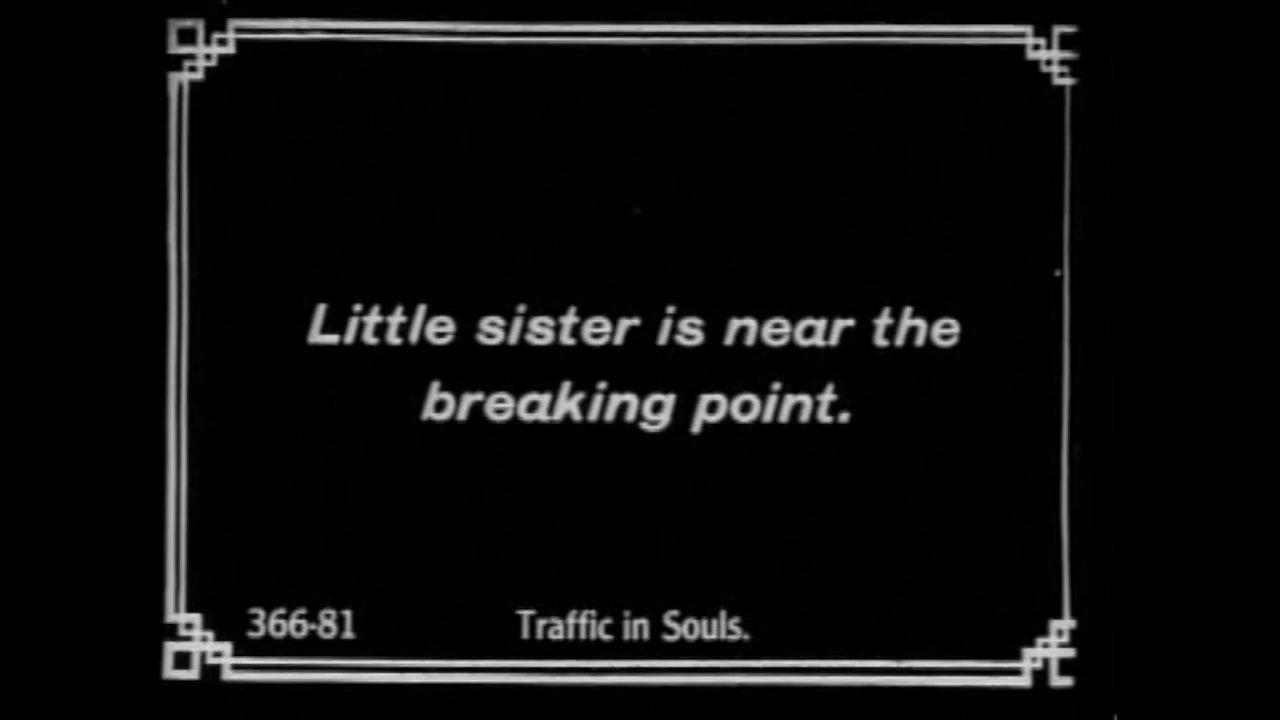 Little sister is near the
breaking point.
366-81 Traffic in Souls.